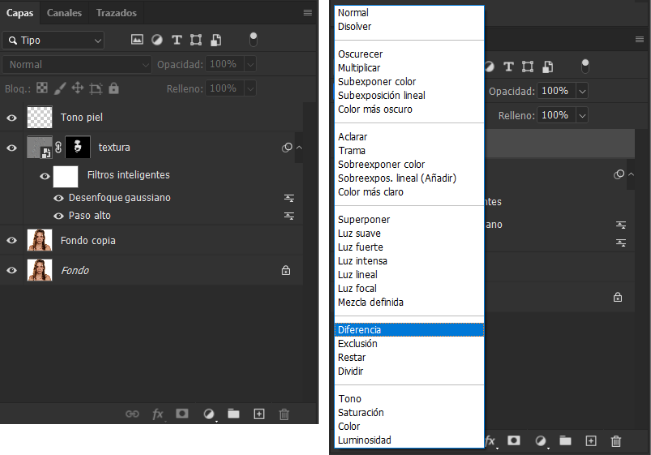 Capas Canales Trazados
Tipo
Normal Opacidad: 100%
Bloq.: Relleno: 100%
Tono piel
textura
Filtros inteligentes
Desenfoque gaussiano
Paso alto
Fondo copia
Fondo
fx
Normal
Disolver
Oscurecer
Multiplicar
Subexponer color
Subexposición lineal
Color más oscuro
Aclarar
Trama
Sobreexponer color
Sobreexpos. lineal (Añadir)
Color más claro
Superponer
Luz suave
Luz fuerte
Luz intensa
Luz lineal
Luz focal
Mezcla definida
Diferencia
Exclusión
Restar
Dividir
Tono
Saturación
Color
Luminosidad
T
Opacidad: 100%
Relleno: 100%
ntes
ano
fx